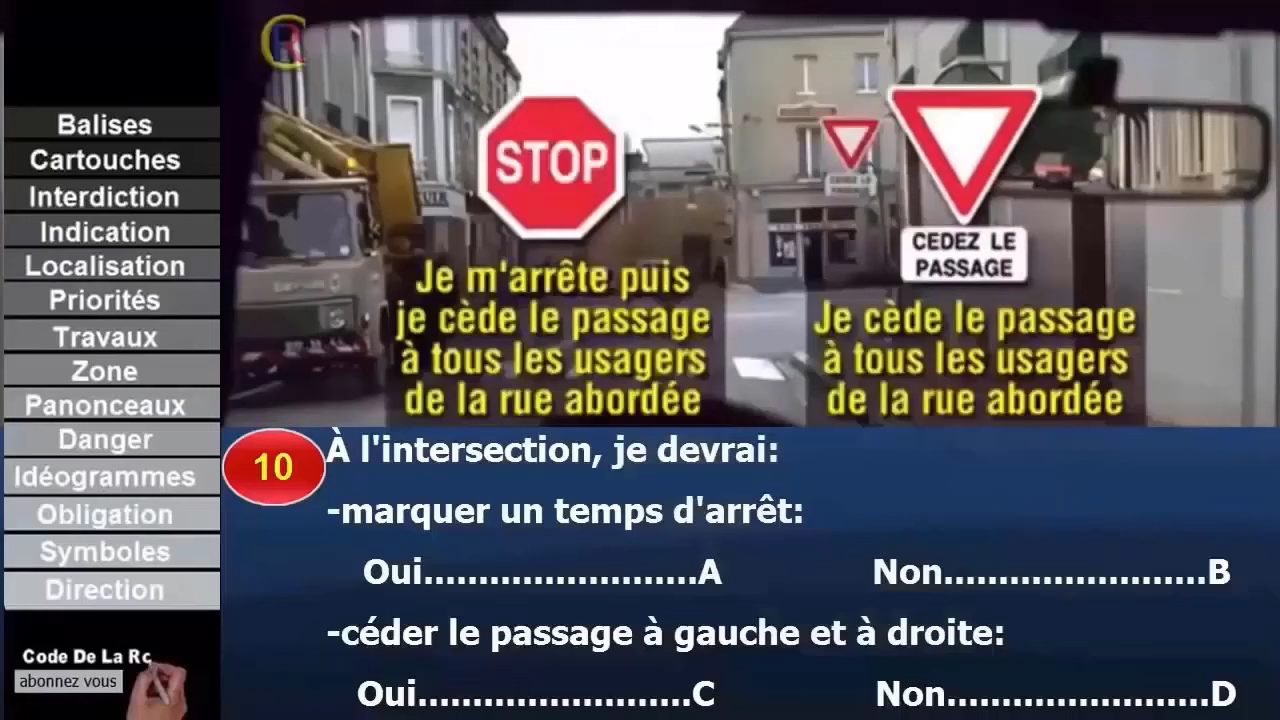 Balises
Cartouches
Interdiction
Indication
Localisation
Priorités
Travaux
Zone
Panonceaux
Danger
Idéogrammes
Obligation
Symboles
Direction
Code De La Rc
abonnez vous
STOP
Je m'arrête puis
je cède le passage
à tous les usagers
de la rue abordée
CEDEZ LE
PASSAGE
Je cède le passage
à tous les usagers
de la rue abordée
10
À l'intersection, je devrai:
-marquer un temps d'arrêt:
Oui.........................A Non........................B
-céder le passage à gauche et à droite:
Oui.........................C Non...........................D